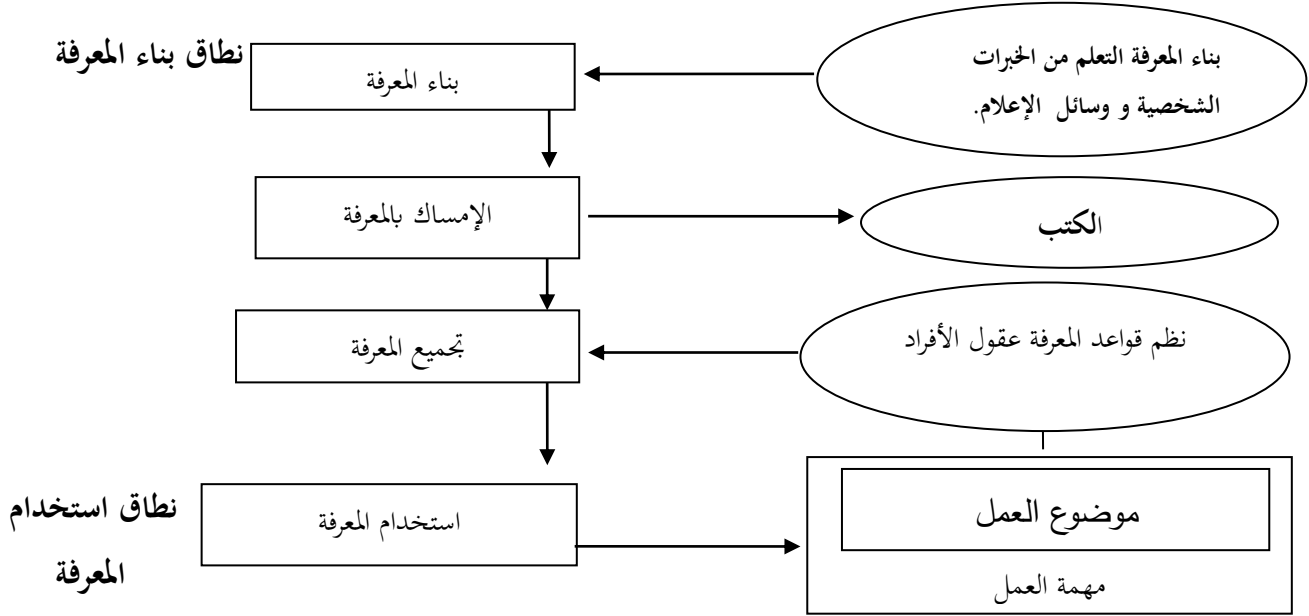 نطاق بناء المعرفة
بناء المعرفة
بناء المعرفة التعلم من الخبرات
الشخصية و وسائل الإعلام.
الإمساك بالمعرفة
الكتب
تجميع المعرفة
نظم قواعد المعرفة عقول الأفراد
نطاق استخدام
المعرفة
استخدام المعرفة
موضوع العمل
مهمة العمل